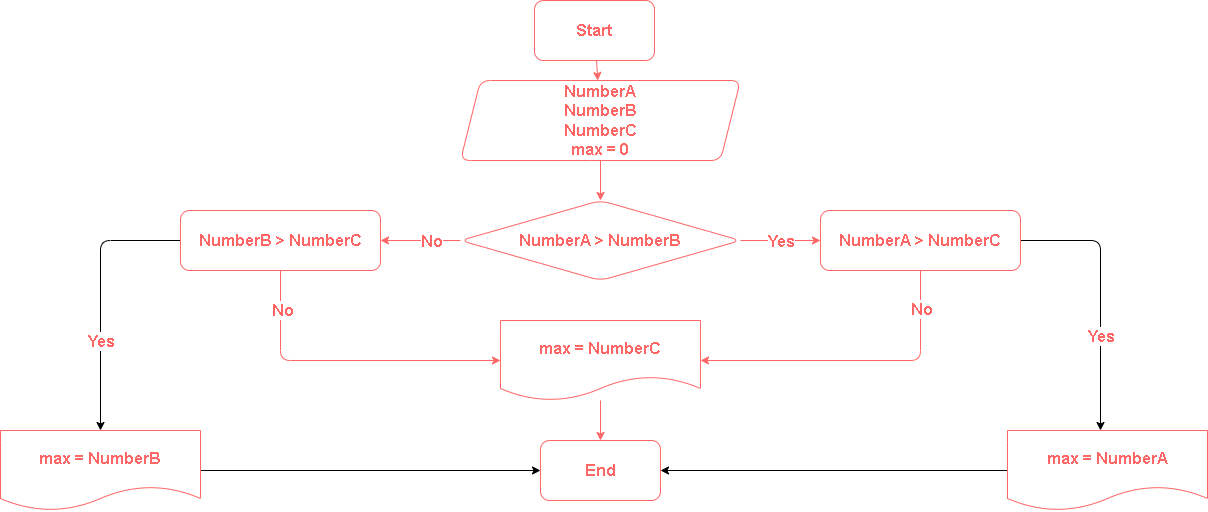 Start
NumberA
NumberB
NumberC
max = 0
NumberB > NumberC
No
NumberA > NumberB
Yes
NumberA > NumberC
No
No
Yes
max = NumberC
Yes
max = NumberB
End
max = NumberA